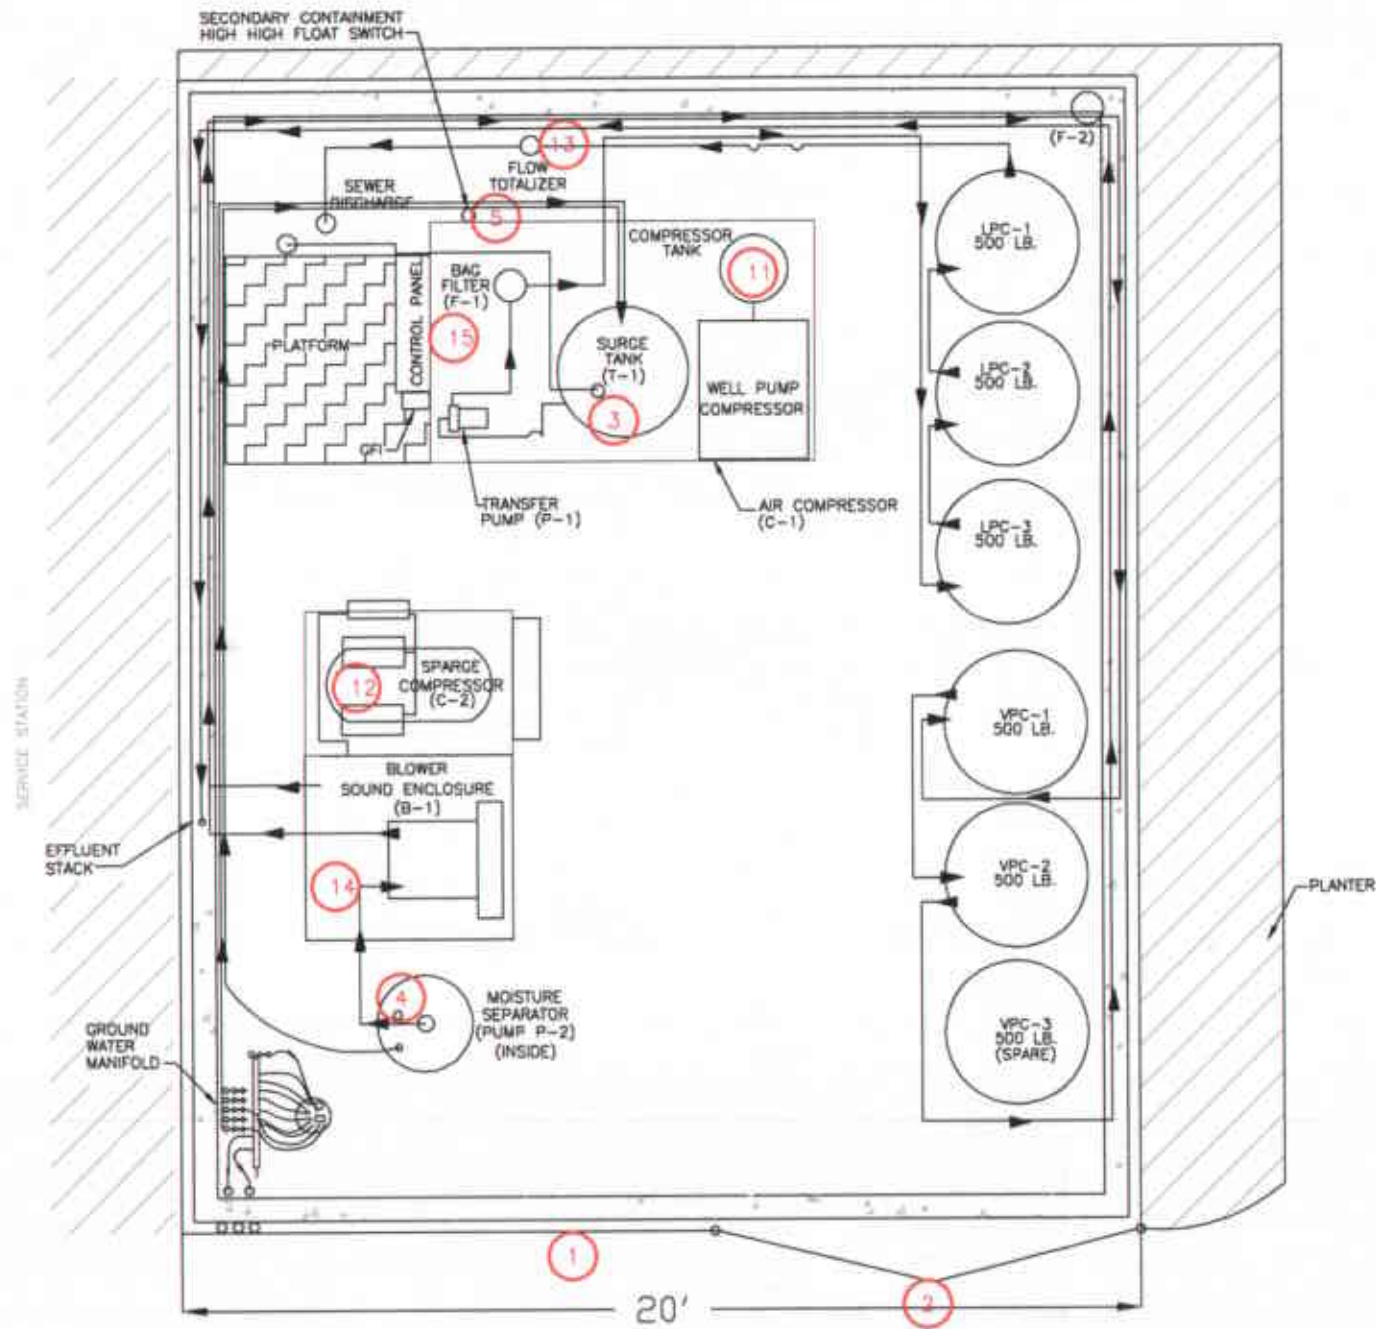 SECONDARY CONTAINMENT
HIGH HIGH FLOAT SWITCH
(F-2)
13
FLOW
TOTALIZER
SEWER
DISCHARGE
5
LPC-1
500 LB.
COMPRESSOR
TANK
11
BAG
FILTER
(F-1)
CONTROL PANEL
15
PLATFORM
SURGE
TANK
(T-1)
3
WELL PUMP
COMPRESSOR
LPC-2
500 LB.
GFI
TRANSFER
PUMP (P-1)
AIR COMPRESSOR
(C-1)
LPC-3
500 LB.
SERVICE STATION
SPARGE
COMPRESSOR
(C-2)
12
VPC-1
500 LB.
BLOWER
SOUND ENCLOSURE
(B-1)
EFFLUENT
STACK
14
VPC-2
500 LB.
PLANTER
4
MOISTURE
SEPARATOR
(PUMP P-2)
(INSIDE)
GROUND
WATER
MANIFOLD
VPC-3
500 LB.
(SPARE)
1
2
20'